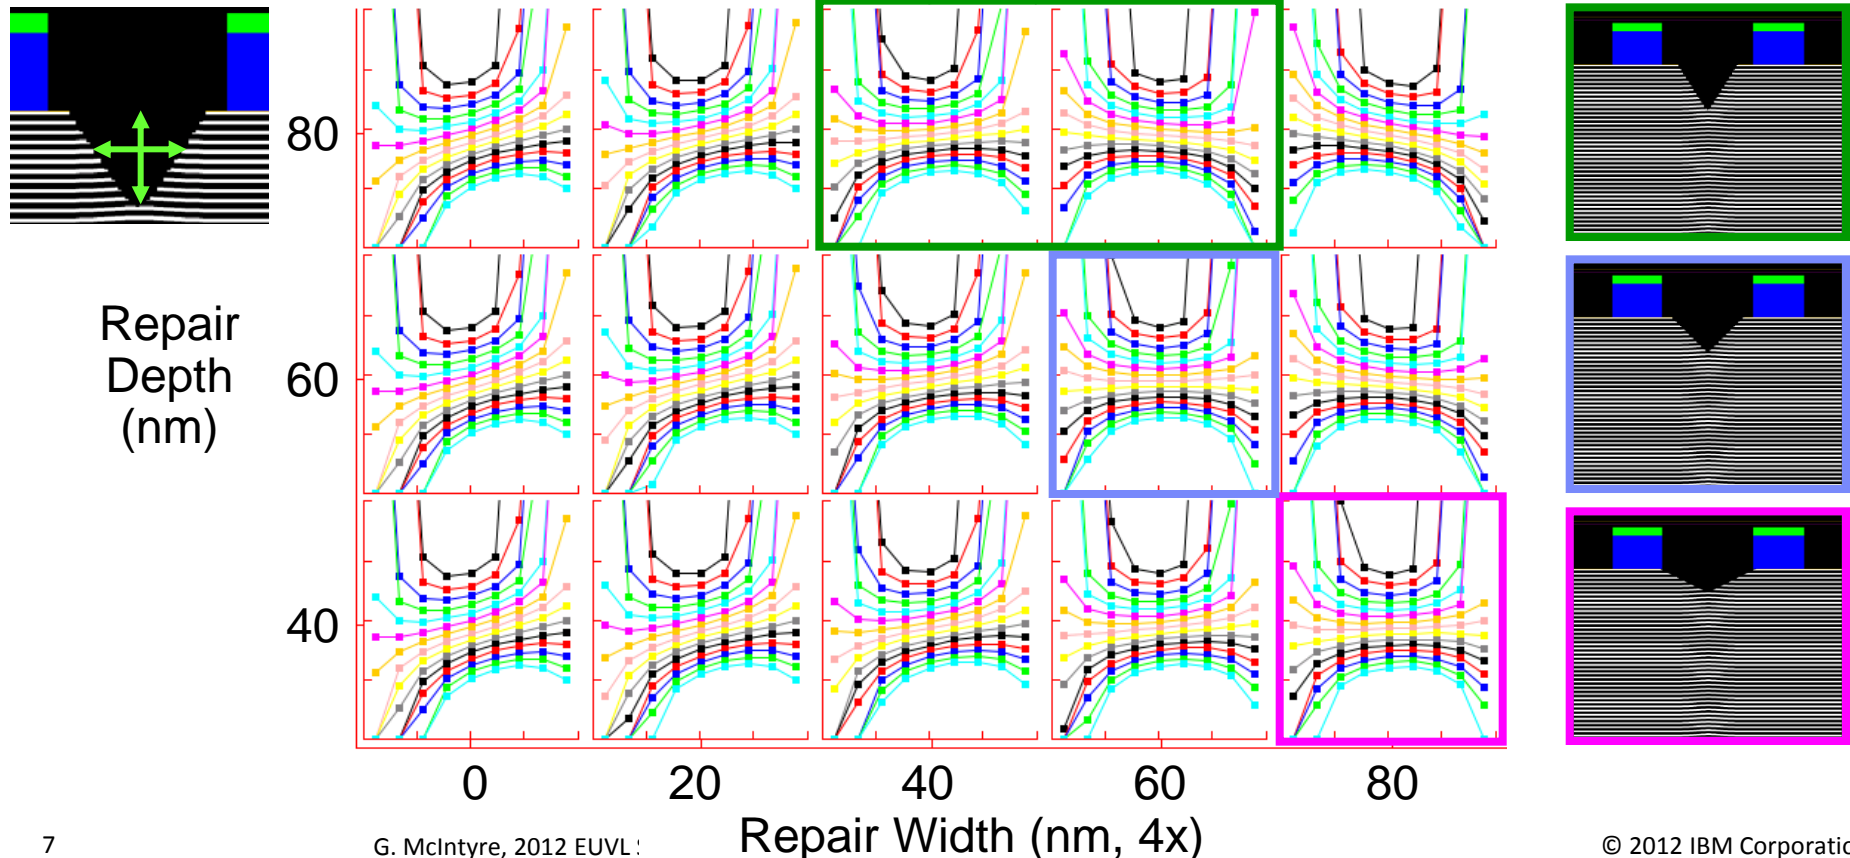 80
Repair
Depth
(nm)
60
40
0 20 40 60 80
Repair Width (nm, 4x)
7
G. McIntyre, 2012 EUVL
© 2012 IBM